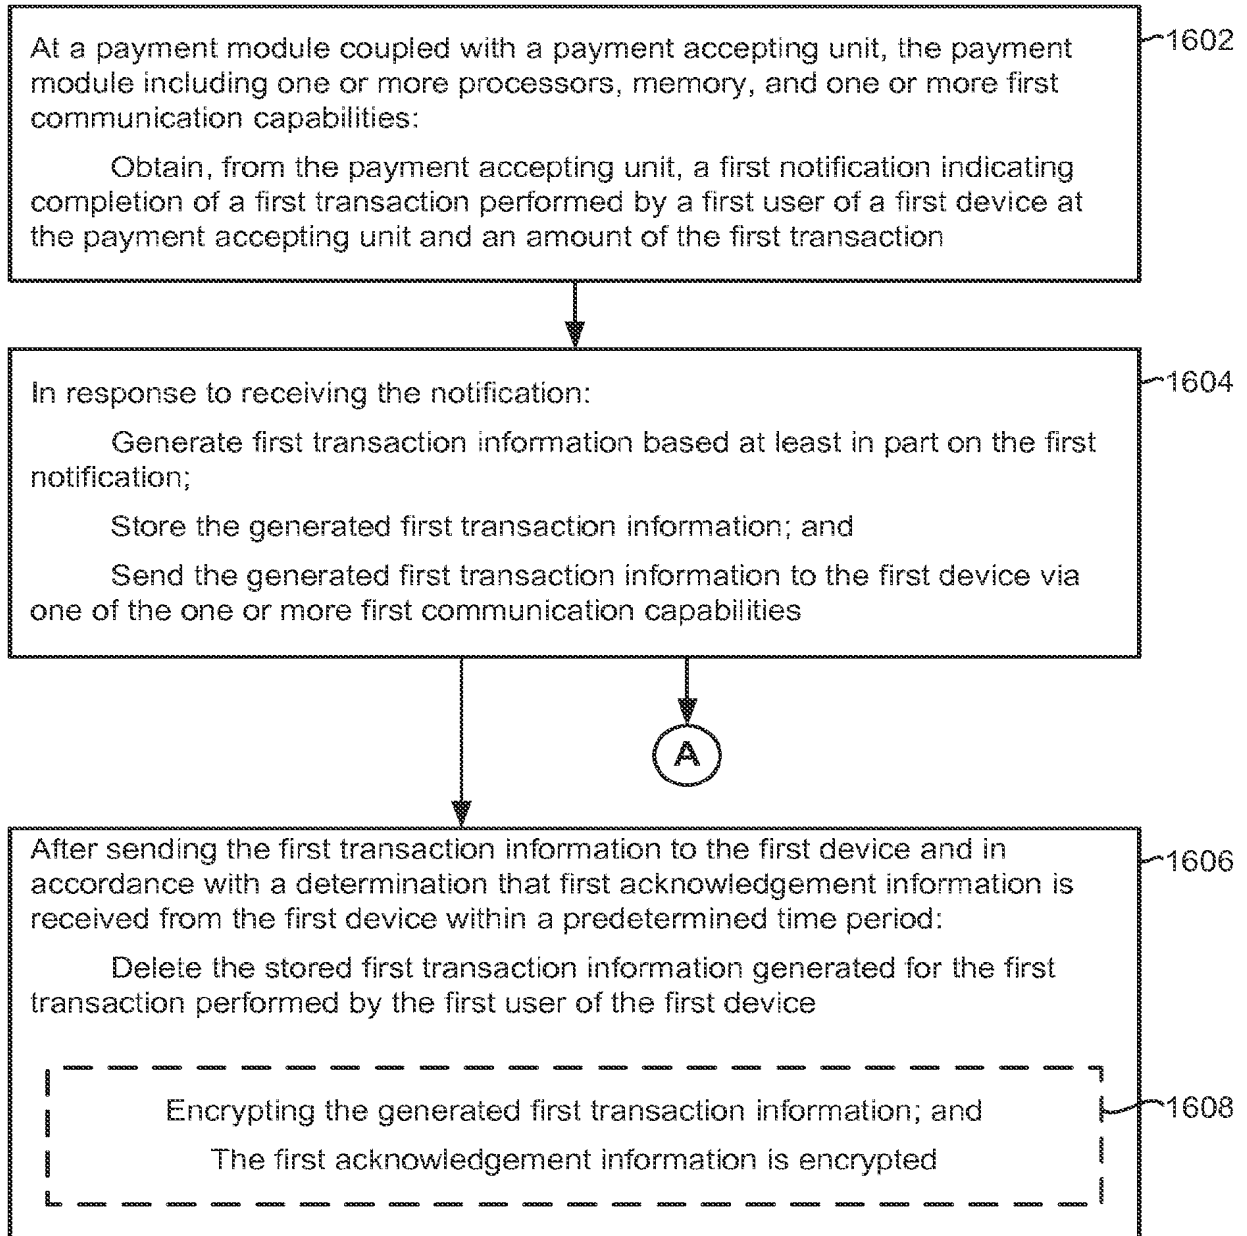 At a payment module coupled with a payment accepting unit, the payment
module including one or more processors, memory, and one or more first
communication capabilities:
Obtain, from the payment accepting unit, a first notification indicating
completion of a first transaction performed by a first user of a first device at
the payment accepting unit and an amount of the first transaction
1602
In response to receiving the notification:
Generate first transaction information based at least in part on the first
notification;
Store the generated first transaction information; and
Send the generated first transaction information to the first device via
one of the one or more first communication capabilities
1604
A
After sending the first transaction information to the first device and in
accordance with a determination that first acknowledgement information is
received from the first device within a predetermined time period:
Delete the stored first transaction information generated for the first
transaction performed by the first user of the first device
1606
Encrypting the generated first transaction information; and
The first acknowledgement information is encrypted
1608